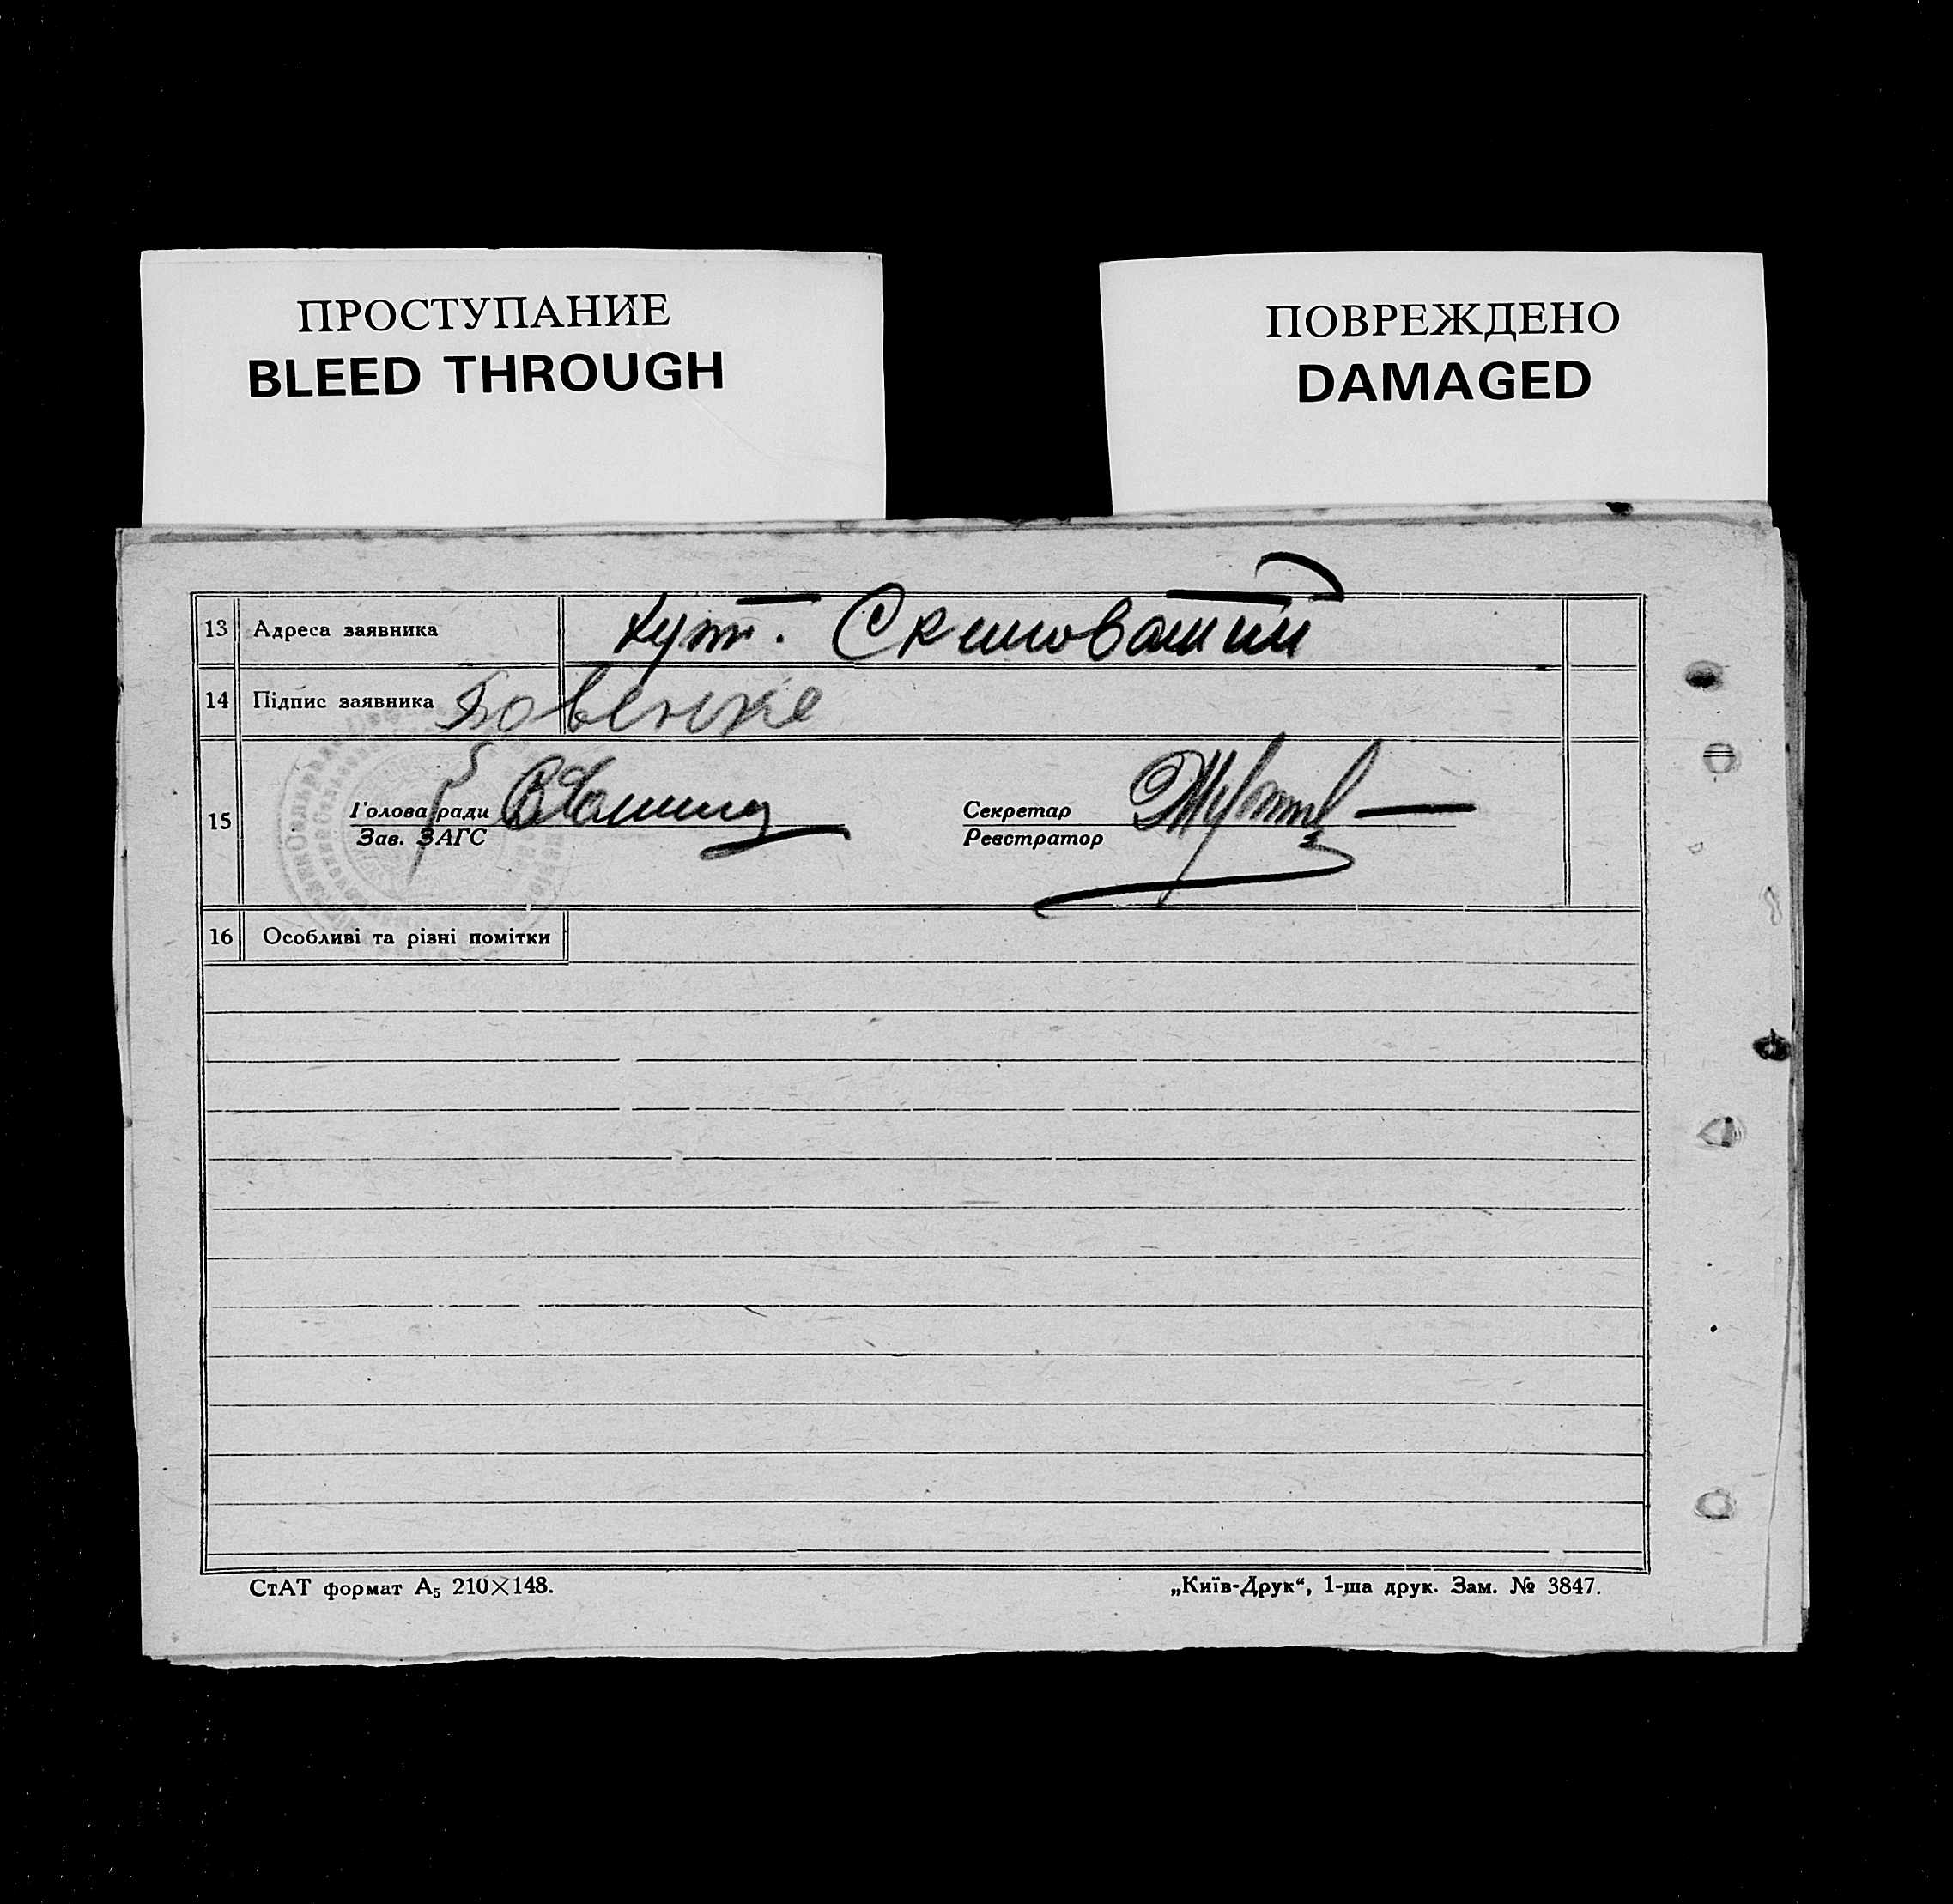 ПРОСТУПАНИЕ
BLEED THROUGH
ПОВРЕЖДЕНО
DAMAGED
13 Адреса заявника хут.
14 Підпис заявника
15 Голова ради
Зав. ЗАГС
Секретар
Реєстратор
16 Особливі та різні помітки
СтАТ формат А₅ 210×148.
„Київ-Друк“, 1-ша друк. Зам. № 3847.